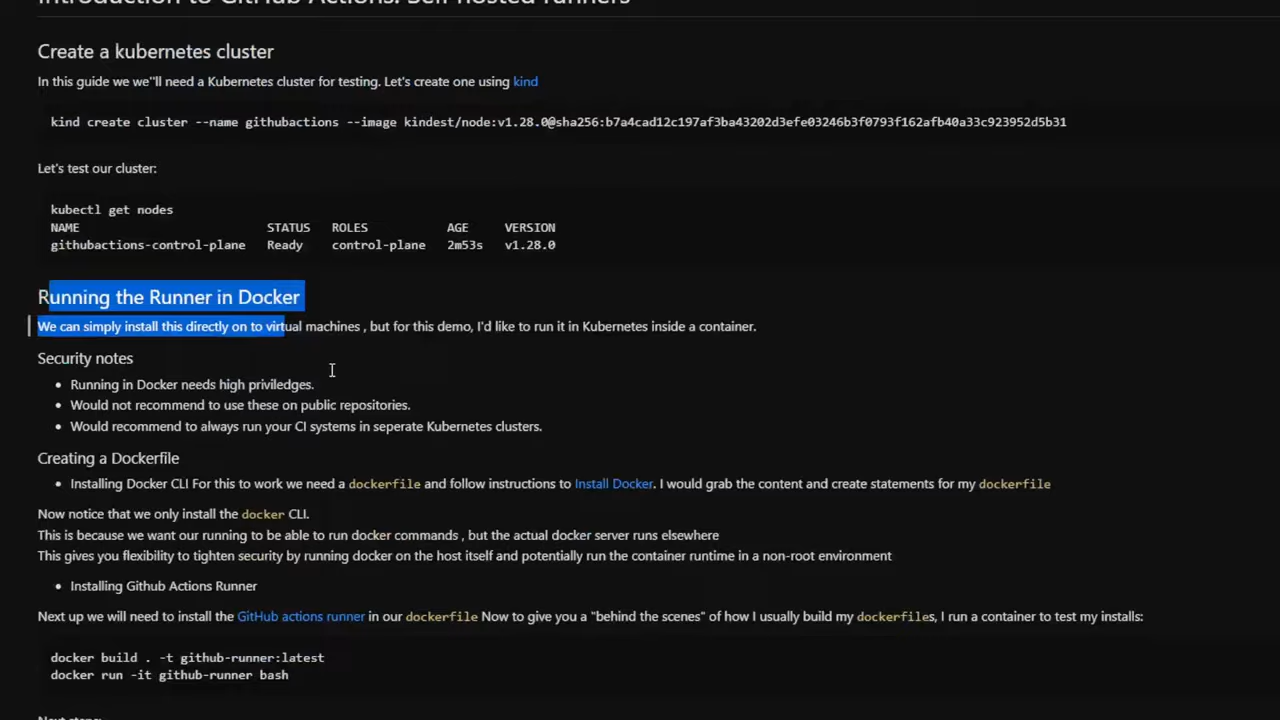 Introduction to GitHub Actions: Self hosted runners
Create a kubernetes cluster
In this guide we we''ll need a Kubernetes cluster for testing. Let's create one using kind
kind create cluster --name githubactions --image kindest/node:v1.28.0@sha256:b7a4cad12c197af3ba43202d3efe03246b3f0793f162afb40a33c923952d5b31
Let's test our cluster:
kubectl get nodes
NAME STATUS ROLES AGE VERSION
githubactions-control-plane Ready control-plane 2m53s v1.28.0
Running the Runner in Docker
We can simply install this directly on to virtual machines , but for this demo, I'd like to run it in Kubernetes inside a container.
Security notes
• Running in Docker needs high priviledges.
• Would not recommend to use these on public repositories.
• Would recommend to always run your CI systems in seperate Kubernetes clusters.
Creating a Dockerfile
• Installing Docker CLI For this to work we need a dockerfile and follow instructions to Install Docker. I would grab the content and create statements for my dockerfile
Now notice that we only install the docker CLI.
This is because we want our running to be able to run docker commands , but the actual docker server runs elsewhere
This gives you flexibility to tighten security by running docker on the host itself and potentially run the container runtime in a non-root environment
• Installing Github Actions Runner
Next up we will need to install the GitHub actions runner in our dockerfile Now to give you a "behind the scenes" of how I usually build my dockerfiles, I run a container to test my installs:
docker build . -t github-runner:latest
docker run -it github-runner bash
Next steps: